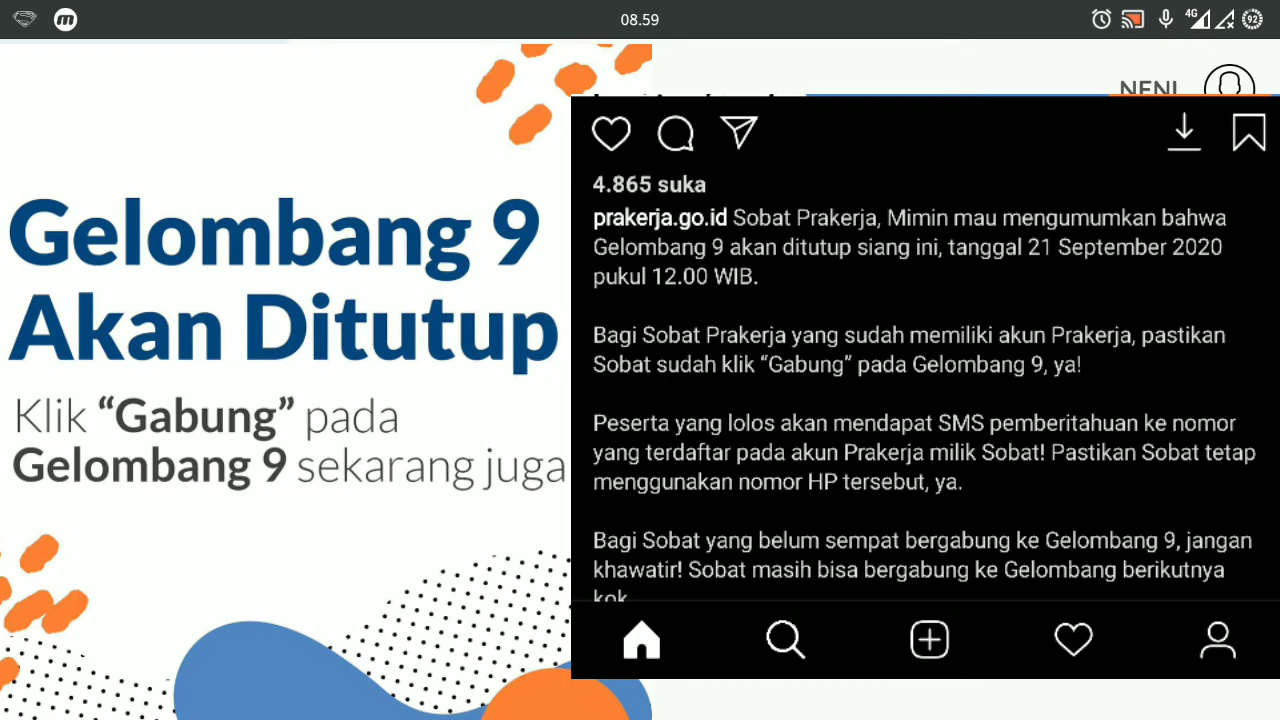 08.59
4G
92
NENI
Gelombang 9
Akan Ditutup
Klik “Gabung” pada
Gelombang 9 sekarang juga
4.865 suka
prakerja.go.id Sobat Prakerja, Mimin mau mengumumkan bahwa
Gelombang 9 akan ditutup siang ini, tanggal 21 September 2020
pukul 12.00 WIB.
Bagi Sobat Prakerja yang sudah memiliki akun Prakerja, pastikan
Sobat sudah klik “Gabung” pada Gelombang 9, ya!
Peserta yang lolos akan mendapat SMS pemberitahuan ke nomor
yang terdaftar pada akun Prakerja milik Sobat! Pastikan Sobat tetap
menggunakan nomor HP tersebut, ya.
Bagi Sobat yang belum sempat bergabung ke Gelombang 9, jangan
khawatir! Sobat masih bisa bergabung ke Gelombang berikutnya
kok